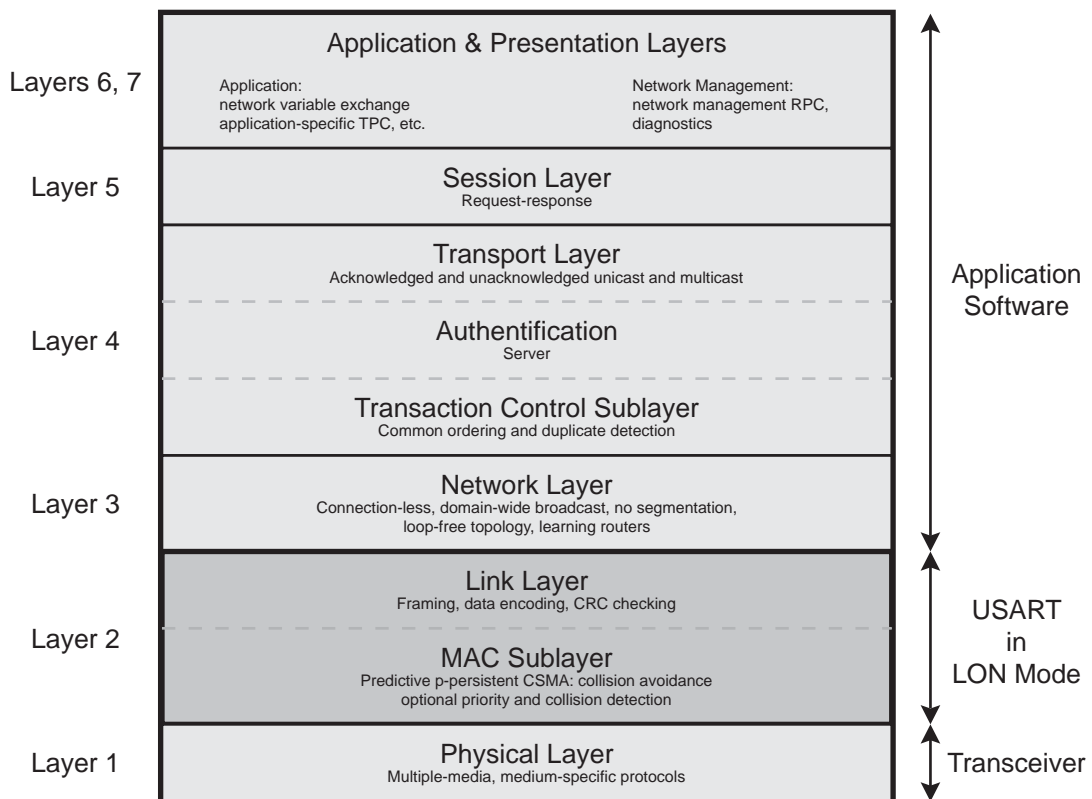 Application & Presentation Layers
Layers 6, 7
Application:
network variable exchange
application-specific TPC, etc.
Network Management:
network management RPC,
diagnostics
Layer 5
Session Layer
Request-response
Transport Layer
Acknowledged and unacknowledged unicast and multicast
Layer 4
Authentification
Server
Transaction Control Sublayer
Common ordering and duplicate detection
Application
Software
Layer 3
Network Layer
Connection-less, domain-wide broadcast, no segmentation,
loop-free topology, learning routers
Link Layer
Framing, data encoding, CRC checking
Layer 2
MAC Sublayer
Predictive p-persistent CSMA: collision avoidance
optional priority and collision detection
USART
in
LON Mode
Layer 1
Physical Layer
Multiple-media, medium-specific protocols
Transceiver